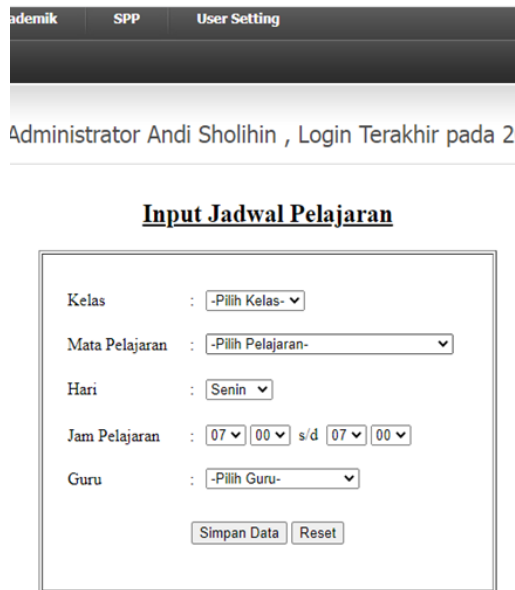 ademik SPP User Setting
Administrator Andi Sholihin , Login Terakhir pada 2
Input Jadwal Pelajaran
Kelas : -Pilih Kelas-
Mata Pelajaran : -Pilih Pelajaran-
Hari : Senin
Jam Pelajaran : 07 00 s/d 07 00
Guru : -Pilih Guru-
Simpan Data Reset